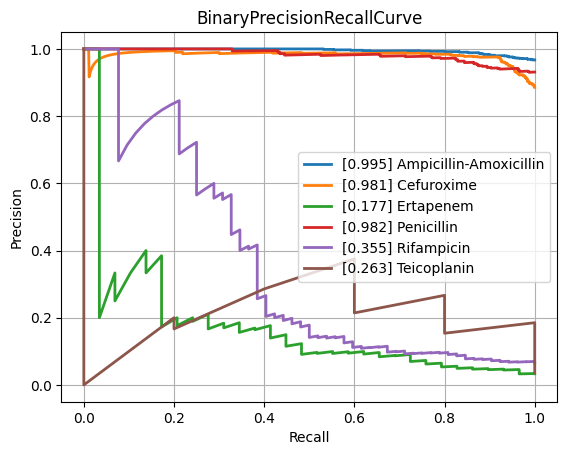 BinaryPrecisionRecallCurve
Precision
1.0
0.8
0.6
0.4
0.2
0.0
[0.995] Ampicillin-Amoxicillin
[0.981] Cefuroxime
[0.177] Ertapenem
[0.982] Penicillin
[0.355] Rifampicin
[0.263] Teicoplanin
0.0 0.2 0.4 0.6 0.8 1.0
Recall